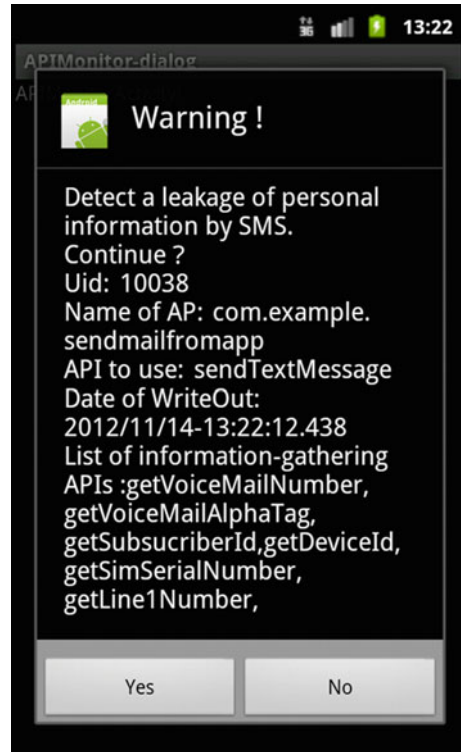 3G
13:22
APIMonitor-dialog
Android
Warning !
Detect a leakage of personal
information by SMS.
Continue ?
Uid: 10038
Name of AP: com.example.
sendmailfromapp
API to use: sendTextMessage
Date of WriteOut:
2012/11/14-13:22:12.438
List of information-gathering
APIs :getVoiceMailNumber,
getVoiceMailAlphaTag,
getSubsucriberId,getDeviceId,
getSimSerialNumber,
getLine1Number,
Yes
No